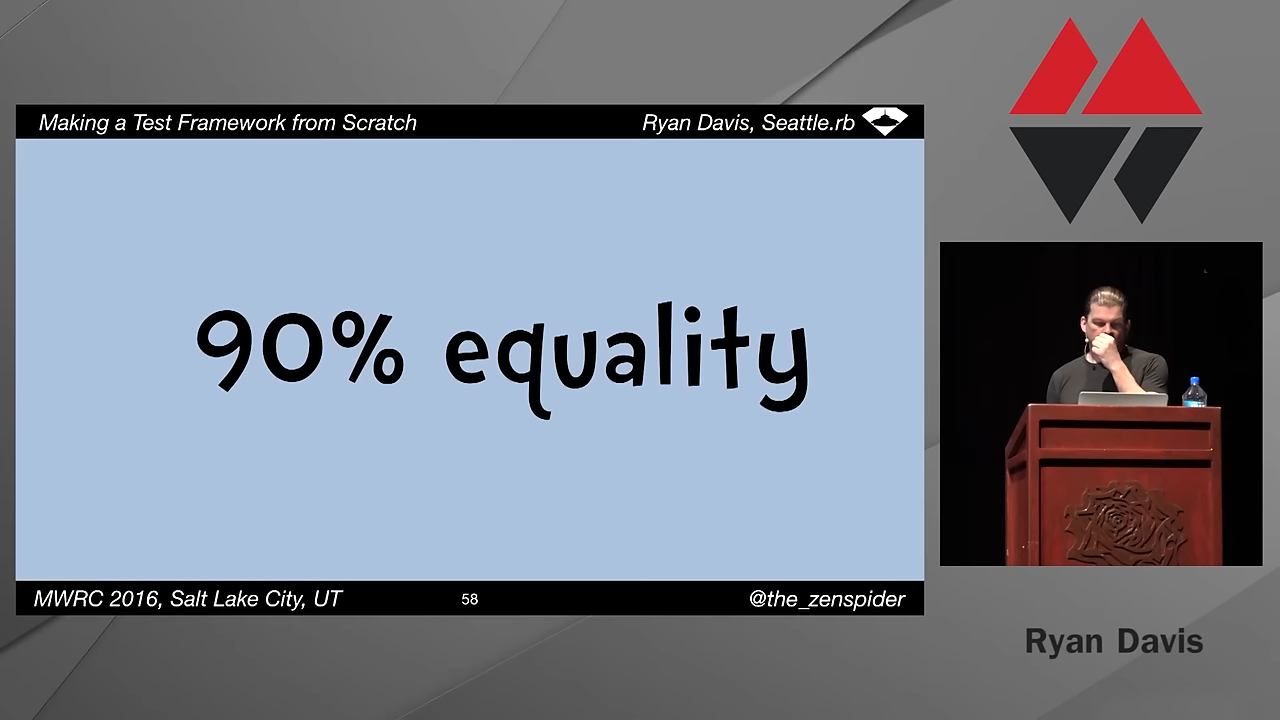 Making a Test Framework from Scratch
Ryan Davis, Seattle.rb
90% equality
MWRC 2016, Salt Lake City, UT
58
@the_zenspider
Ryan Davis